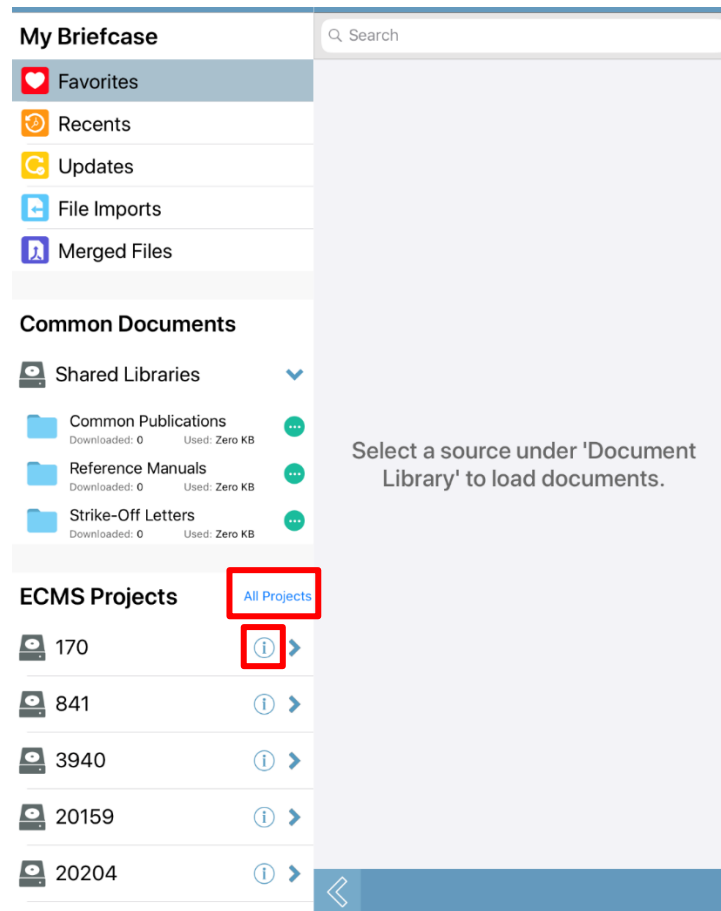 My Briefcase
Search
Favorites
Recents
Updates
File Imports
Merged Files
Common Documents
Shared Libraries
Common Publications
Downloaded: 0 Used: Zero KB
Reference Manuals
Downloaded: 0 Used: Zero KB
Strike-Off Letters
Downloaded: 0 Used: Zero KB
Select a source under 'Document
Library' to load documents.
ECMS Projects All Projects
170
841
3940
20159
20204